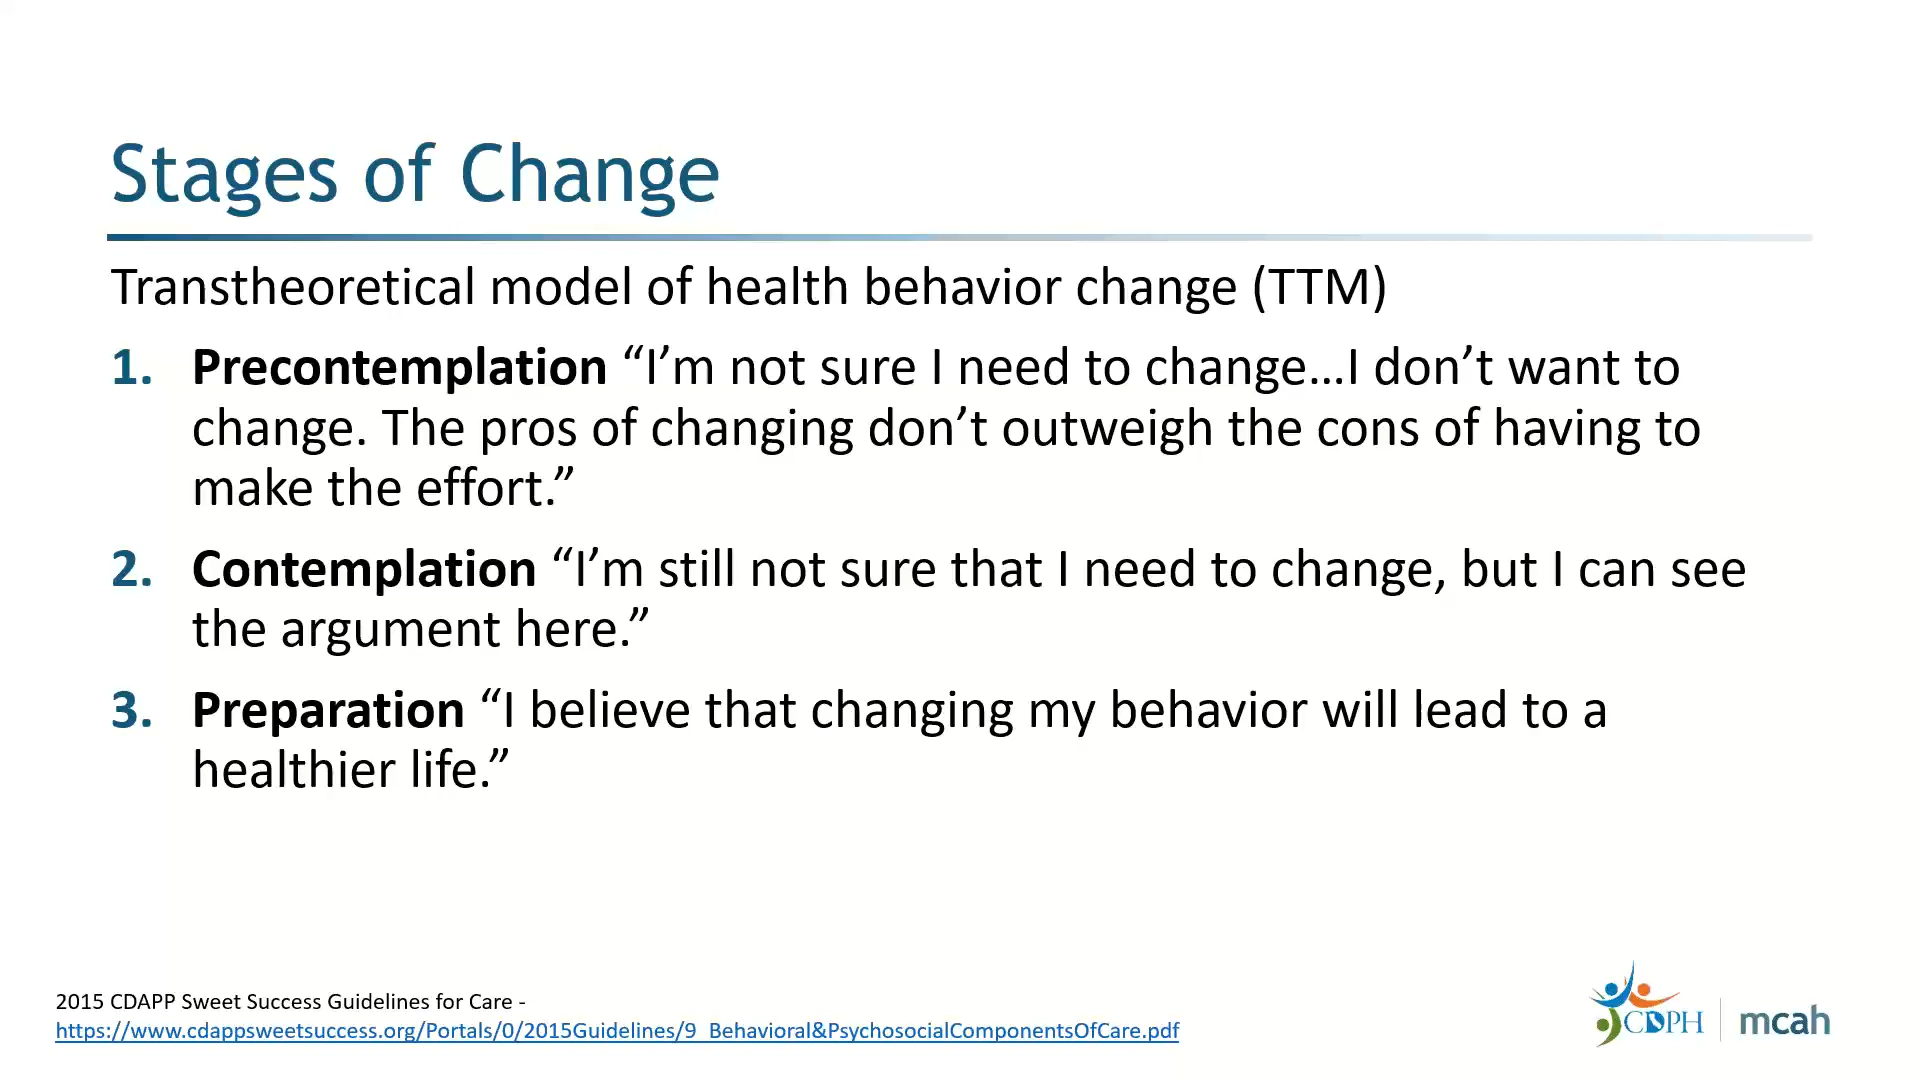 Stages of Change
Transtheoretical model of health behavior change (TTM)
1. Precontemplation “I’m not sure I need to change…I don’t want to
change. The pros of changing don’t outweigh the cons of having to
make the effort.”
2. Contemplation “I’m still not sure that I need to change, but I can see
the argument here.”
3. Preparation “I believe that changing my behavior will lead to a
healthier life.”
2015 CDAPP Sweet Success Guidelines for Care -
https://www.cdappsweetsuccess.org/Portals/0/2015Guidelines/9_Behavioral&PsychosocialComponentsOfCare.pdf
CDPH mcah